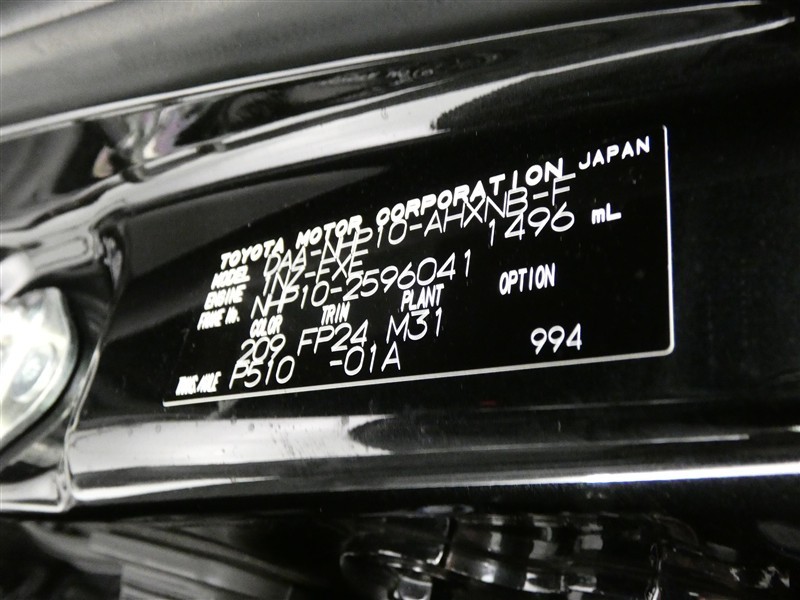 TOYOTA MOTOR CORPORATION JAPAN
MODEL DAA-NHP10-AHXNB-F
ENGINE 1NZ-FXE 1496 mL
FRAME No. NHP10-2596041
COLOR TRIM PLANT OPTION
209 FP24 M31
TRANS./AXLE P510 -01A 994